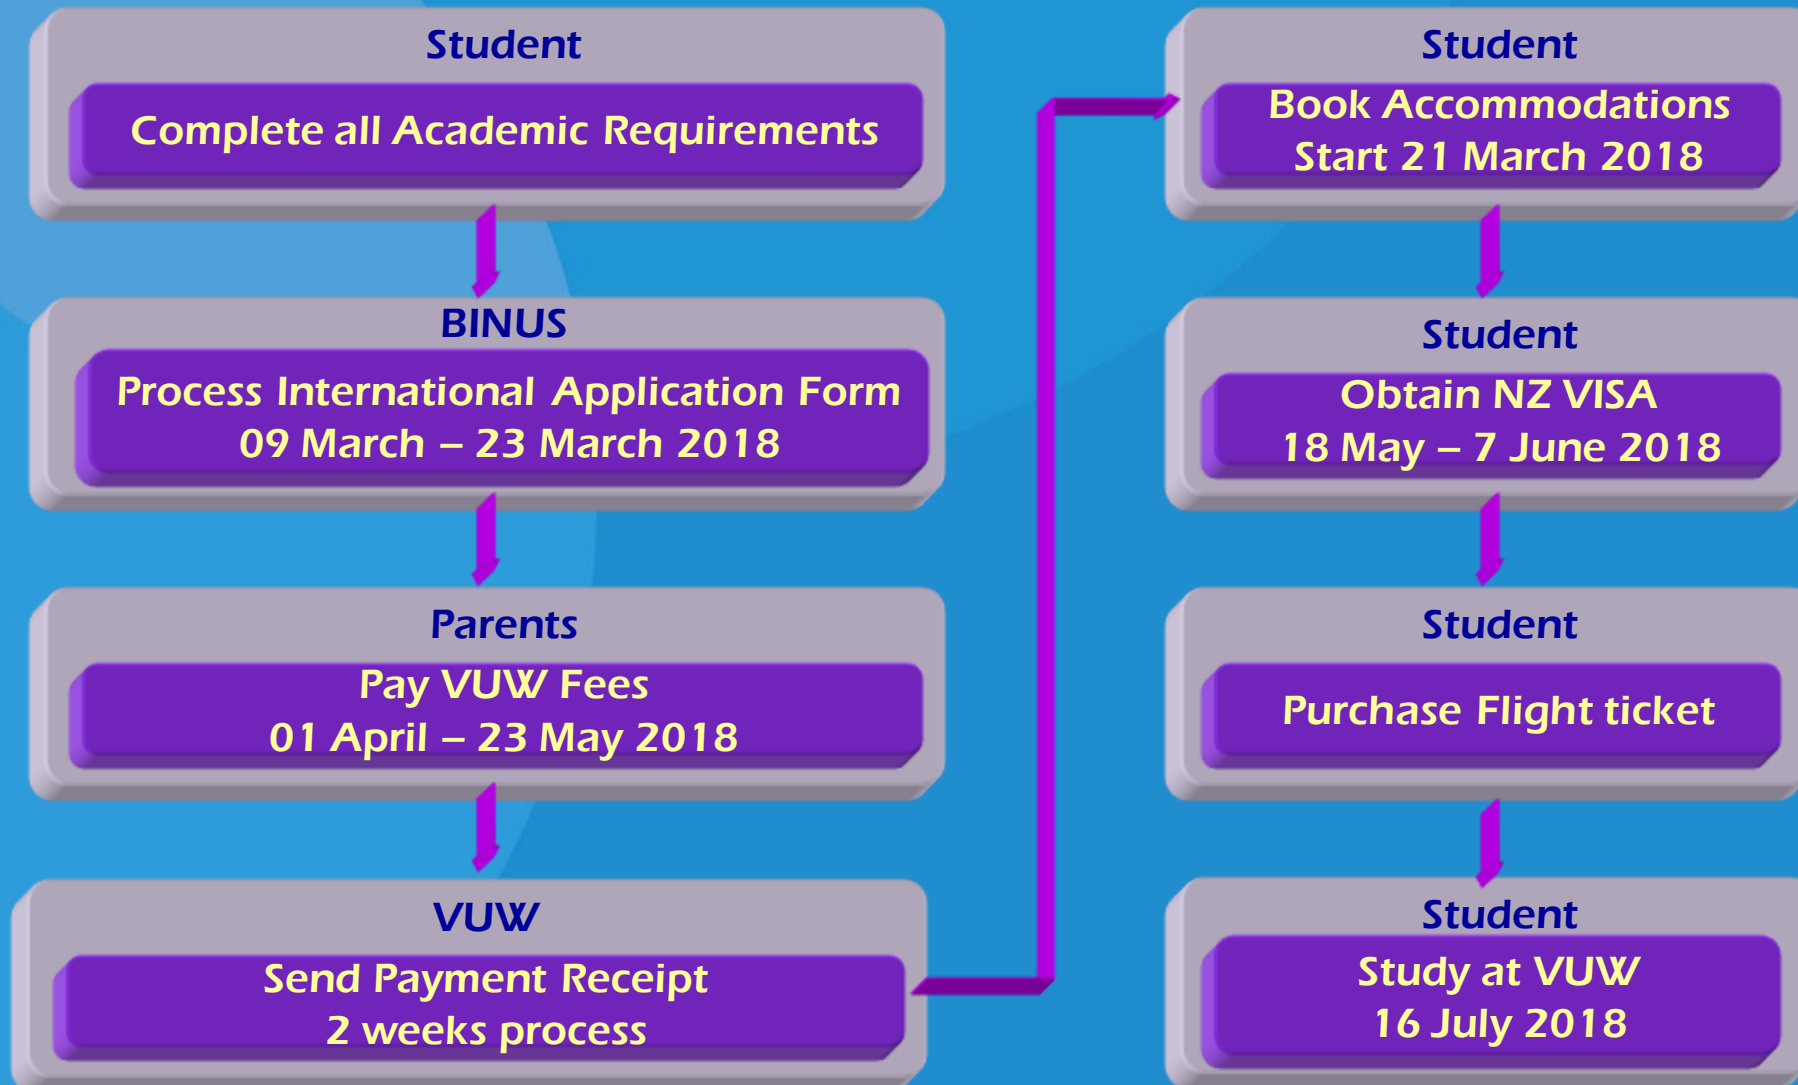 Student
Complete all Academic Requirements
BINUS
Process International Application Form
09 March – 23 March 2018
Parents
Pay VUW Fees
01 April – 23 May 2018
VUW
Send Payment Receipt
2 weeks process
Student
Book Accommodations
Start 21 March 2018
Student
Obtain NZ VISA
18 May – 7 June 2018
Student
Purchase Flight ticket
Student
Study at VUW
16 July 2018